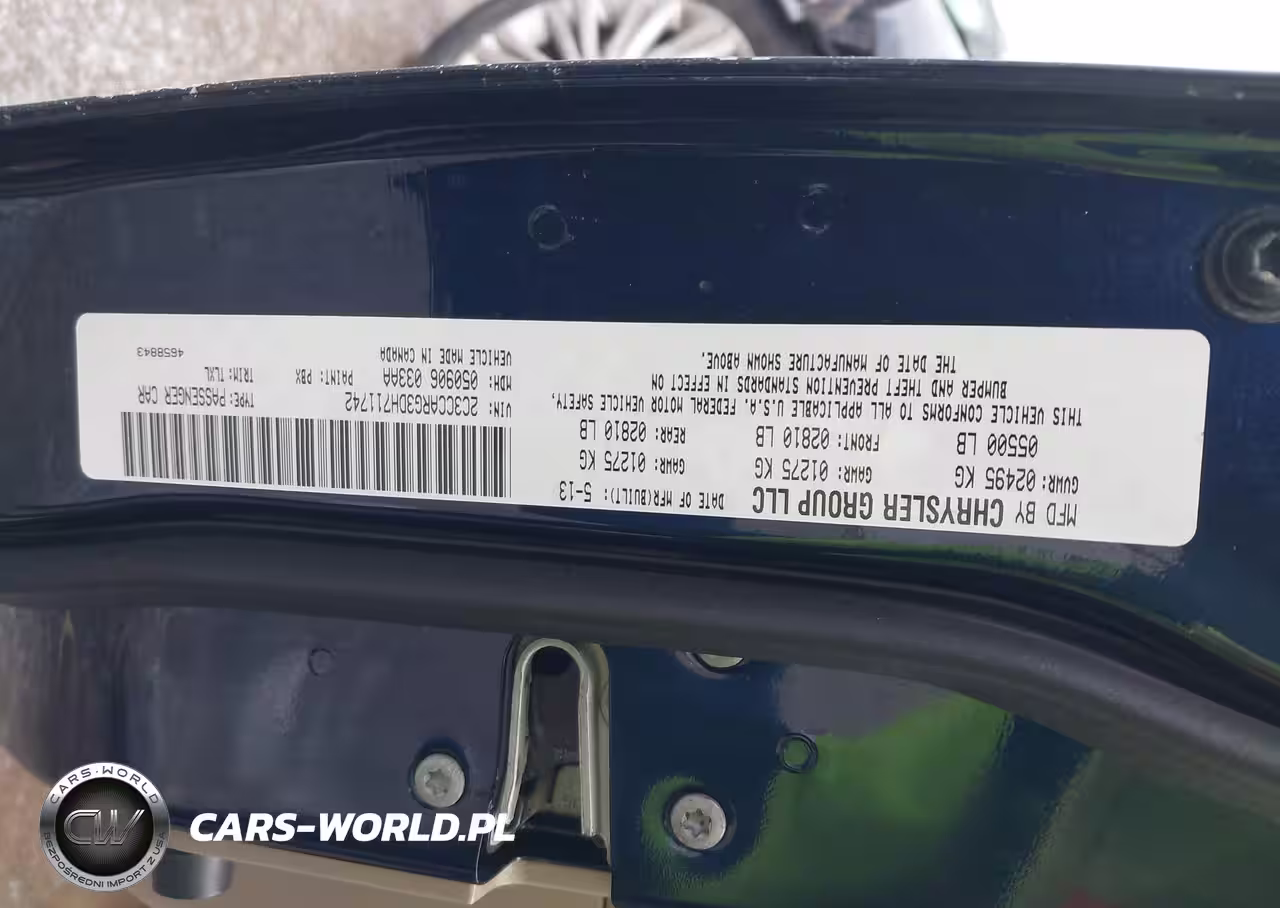 MFD BY CHRYSLER GROUP LLC DATE OF MFR(BUILT): 5-13
GVWR: 02495 KG GAWR: 01275 KG GAWR: 01275 KG
05500 LB FRONT: 02810 LB REAR: 02810 LB
THIS VEHICLE CONFORMS TO ALL APPLICABLE U.S.A. FEDERAL MOTOR VEHICLE SAFETY,
BUMPER AND THEFT PREVENTION STANDARDS IN EFFECT ON
THE DATE OF MANUFACTURE SHOWN ABOVE.
VIN: 2C3CCARG3DH711742 TYPE: PASSENGER CAR
MDH: 050906 033AA PAINT: PBX TRIM: TLXL
VEHICLE MADE IN CANADA 4658843
CARS-WORLD
CW
BEZPOŚREDNI IMPORT Z USA
CARS-WORLD.PL